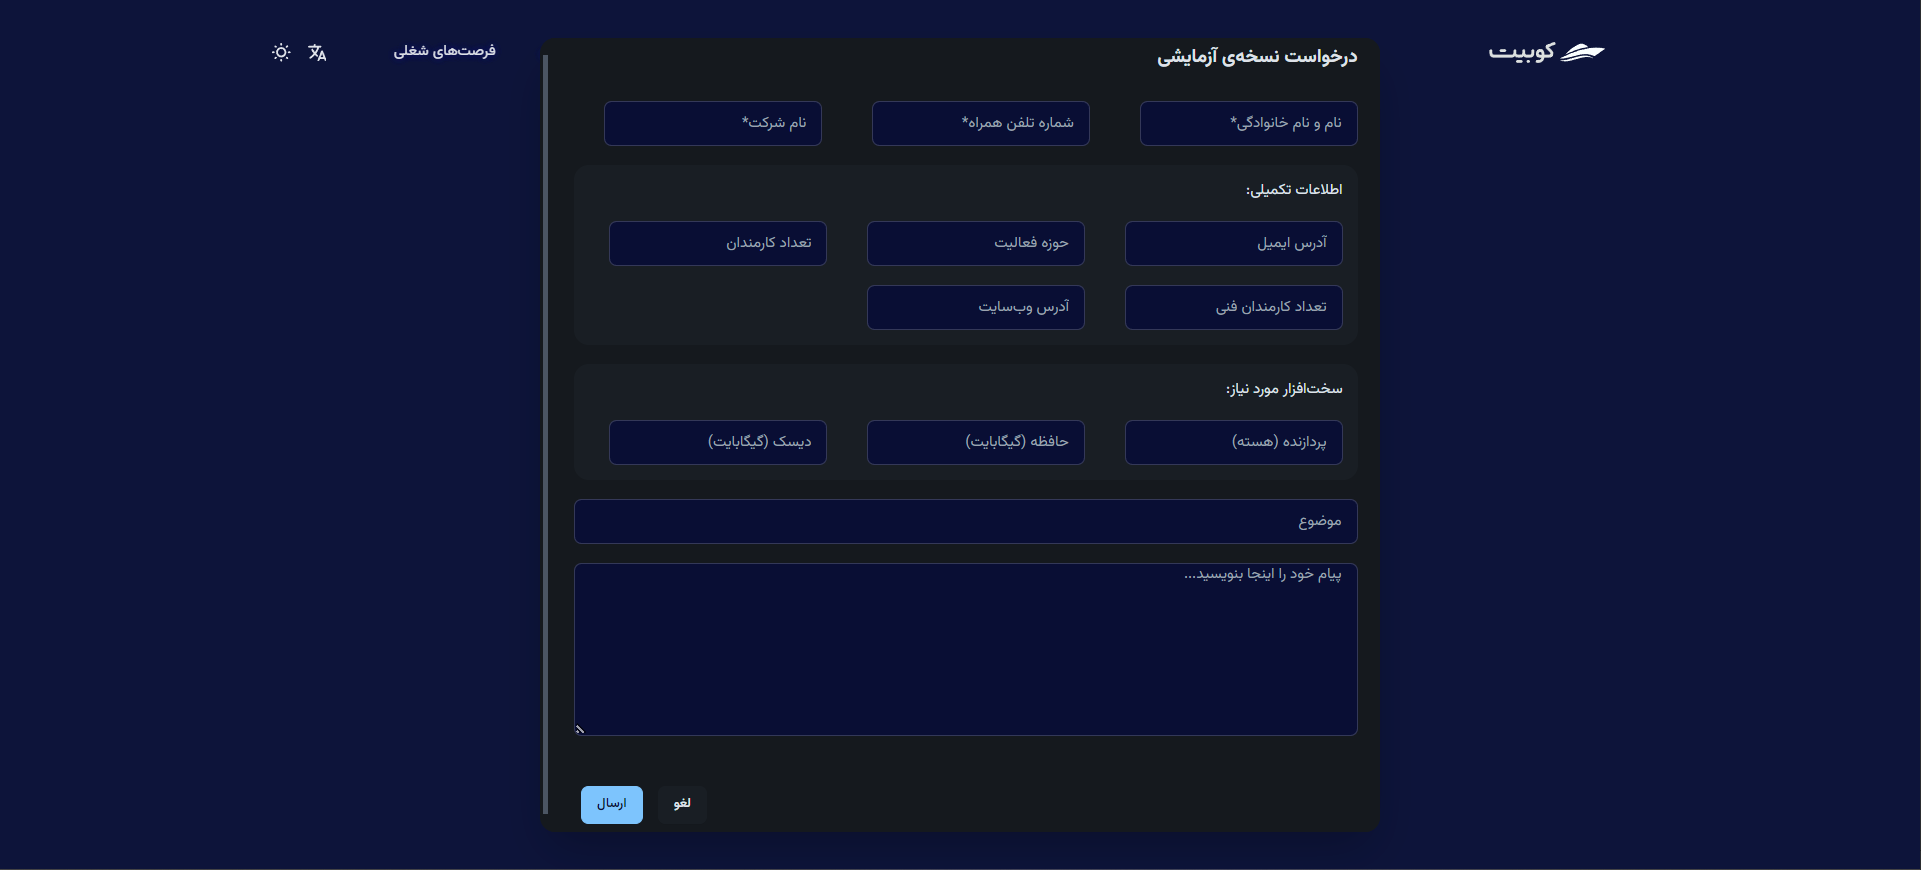 کوبیت
فرصت‌های شغلی
درخواست نسخه‌ی آزمایشی
نام و نام خانوادگی*
شماره تلفن همراه*
نام شرکت*
اطلاعات تکمیلی:
آدرس ایمیل
حوزه فعالیت
تعداد کارمندان
تعداد کارمندان فنی
آدرس وب‌سایت
سخت‌افزار مورد نیاز:
پردازنده (هسته)
حافظه (گیگابایت)
دیسک (گیگابایت)
موضوع
پیام خود را اینجا بنویسید...
لغو
ارسال